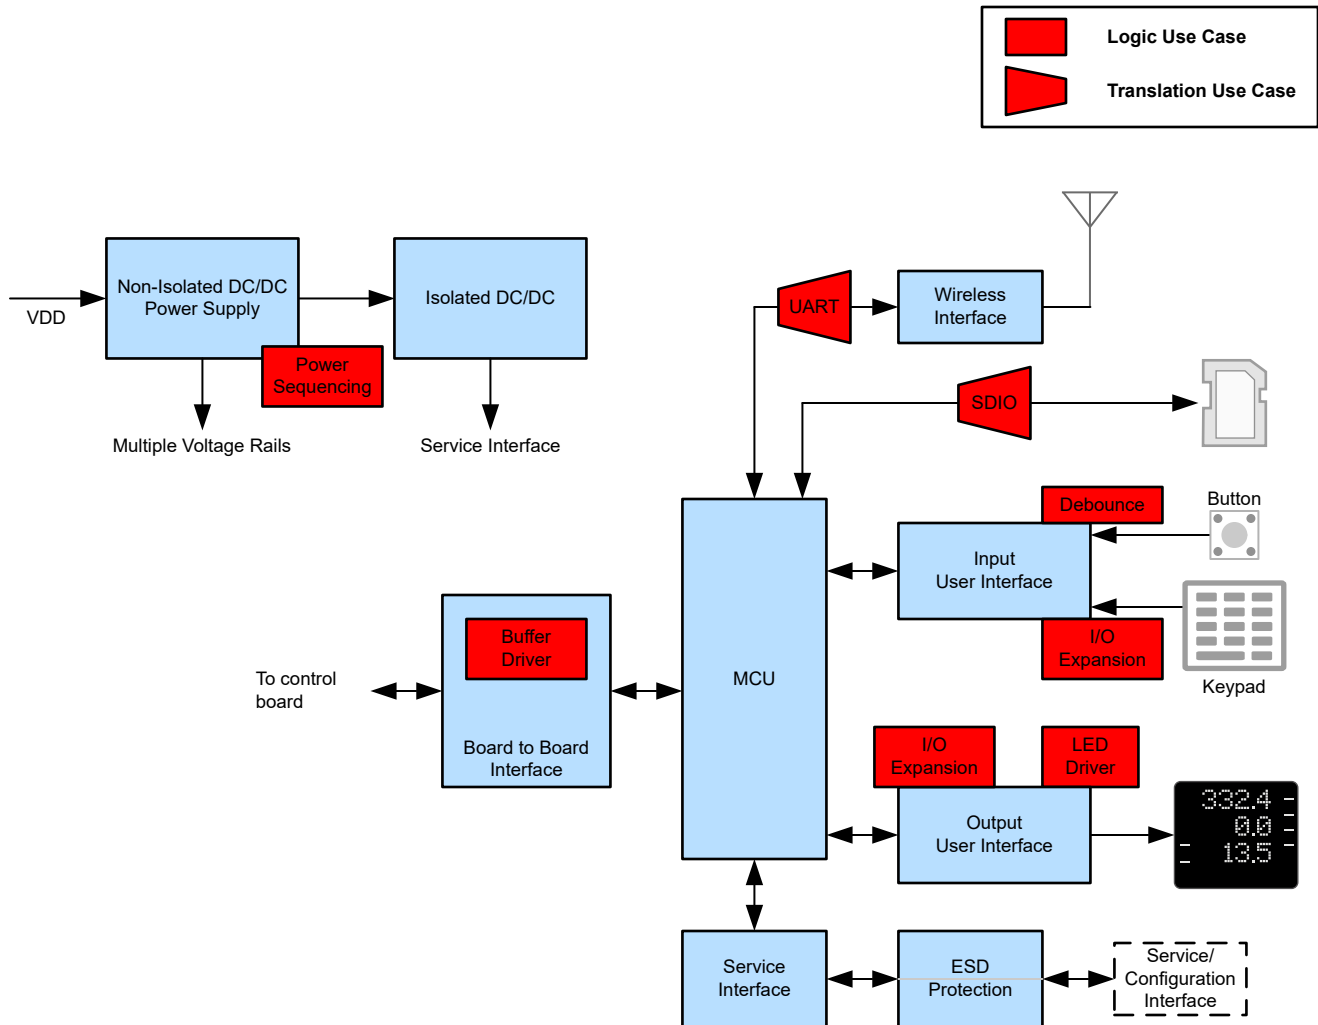 Logic Use Case
Translation Use Case
Non-Isolated DC/DC
Power Supply
Isolated DC/DC
VDD
Power
Sequencing
Multiple Voltage Rails
Service Interface
UART
Wireless
Interface
SDIO
Debounce
Button
Input
User Interface
I/O
Expansion
Keypad
Buffer
Driver
To control
board
Board to Board
Interface
MCU
I/O
Expansion
LED
Driver
Output
User Interface
332.4
0.0
13.5
Service
Interface
ESD
Protection
Service/
Configuration
Interface